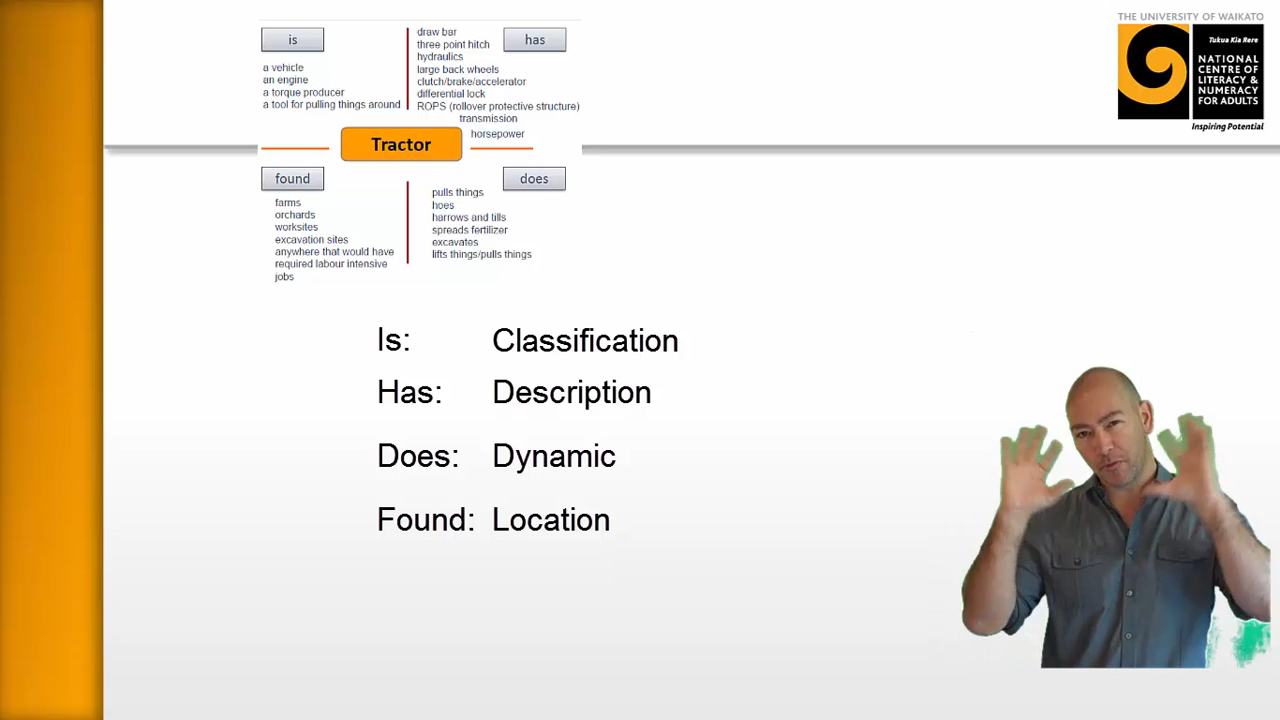 is
a vehicle
an engine
a torque producer
a tool for pulling things around
has
draw bar
three point hitch
hydraulics
large back wheels
clutch/brake/accelerator
differential lock
ROPS (rollover protective structure)
transmission
horsepower
Tractor
found
farms
orchards
worksites
excavation sites
anywhere that would have
required labour intensive
jobs
does
pulls things
hoes
harrows and tills
spreads fertilizer
excavates
lifts things/pulls things
THE UNIVERSITY OF WAIKATO
Tukua Kia Rere
NATIONAL
CENTRE OF
LITERACY &
NUMERACY
FOR ADULTS
Inspiring Potential
Is: Classification
Has: Description
Does: Dynamic
Found: Location